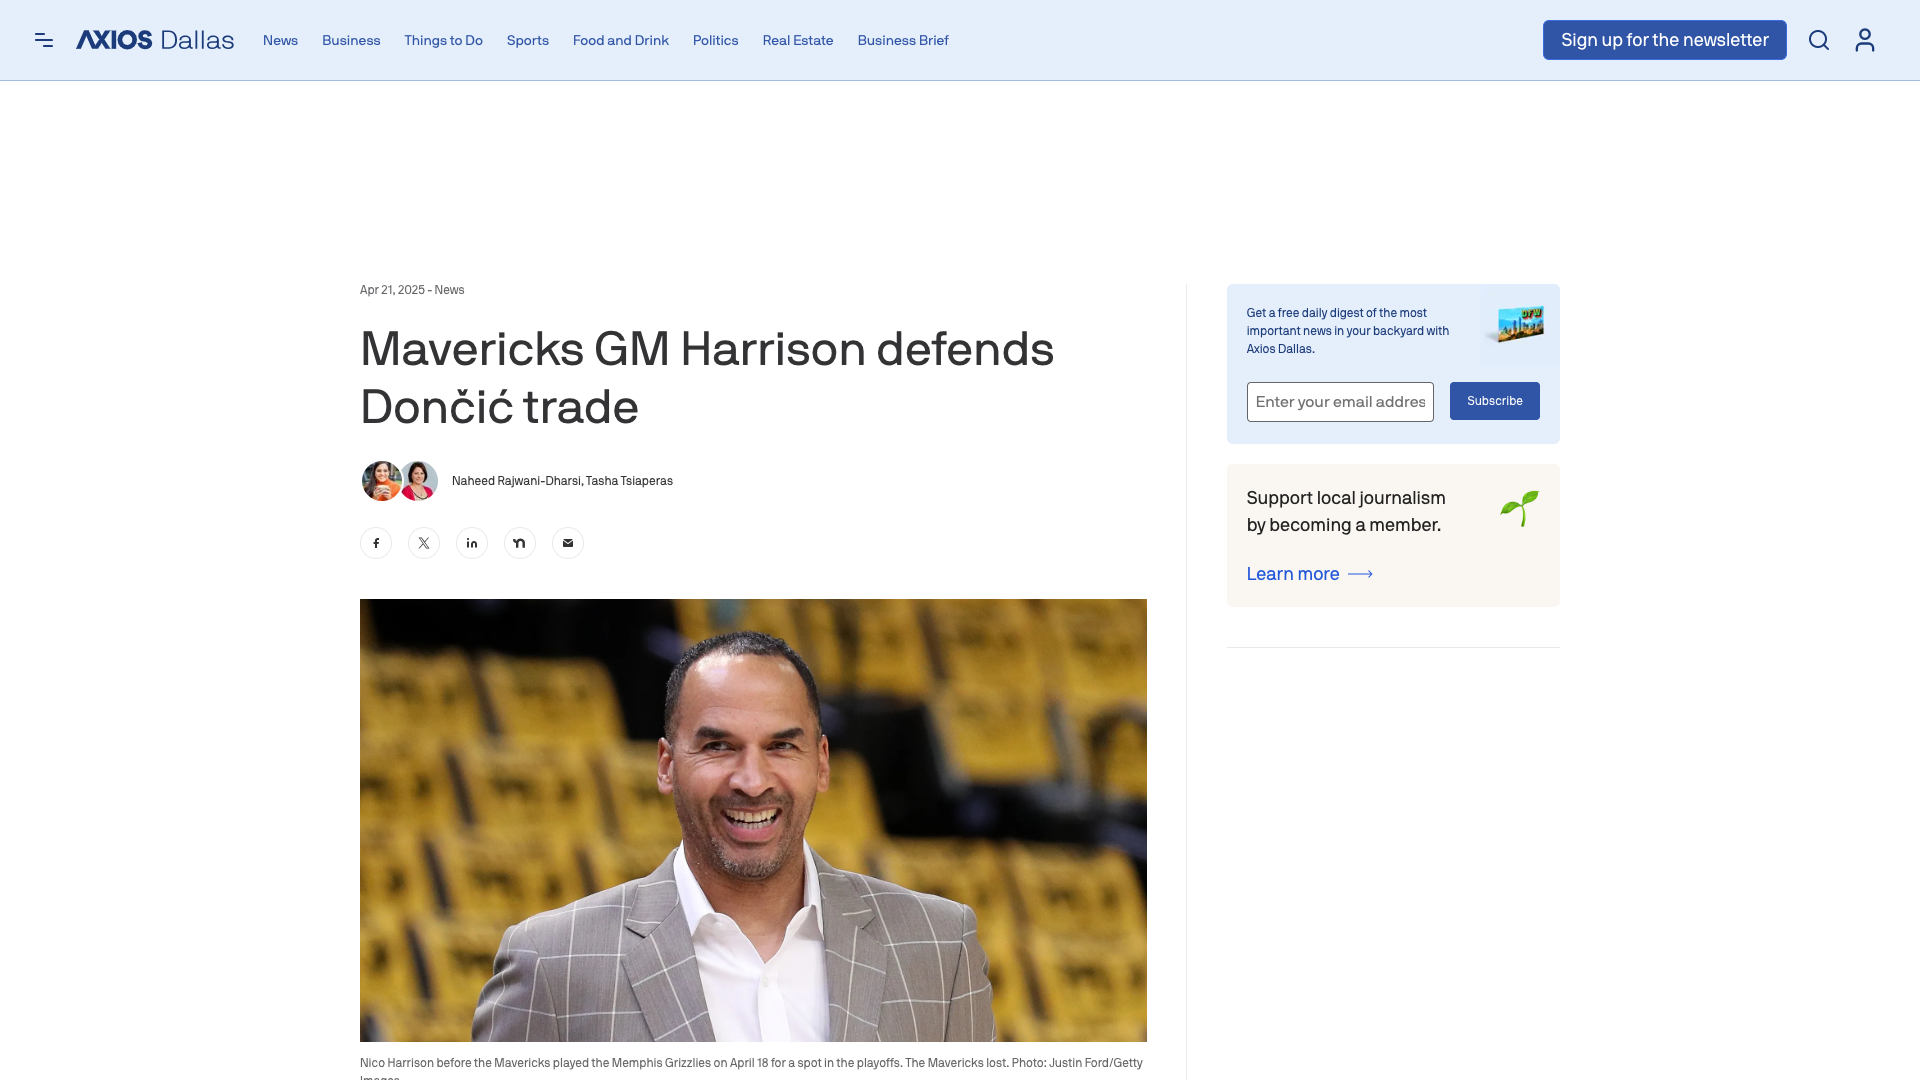 AXIOS Dallas
News
Business
Things to Do
Sports
Food and Drink
Politics
Real Estate
Business Brief
Sign up for the newsletter
Apr 21, 2025 - News
Mavericks GM Harrison defends
Dončić trade
Naheed Rajwani-Dharsi, Tasha Tsiaperas
Nico Harrison before the Mavericks played the Memphis Grizzlies on April 18 for a spot in the playoffs. The Mavericks lost. Photo: Justin Ford/Getty
Images
Get a free daily digest of the most
important news in your backyard with
Axios Dallas.
DFW
Enter your email addres
Subscribe
Support local journalism
by becoming a member.
Learn more